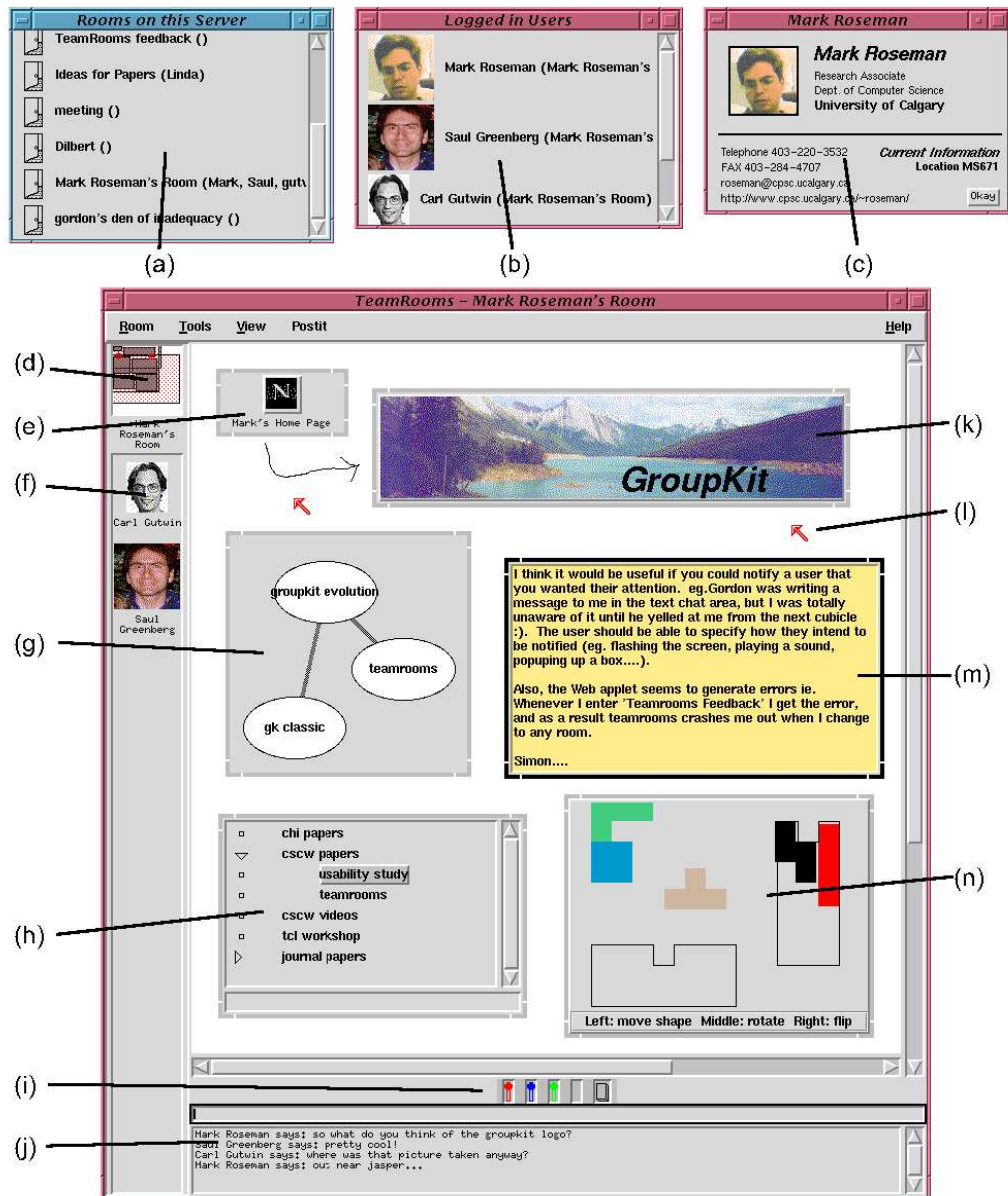 Rooms on this Server
TeamRooms feedback ()
Ideas for Papers (Linda)
meeting ()
Dilbert ()
Mark Roseman's Room (Mark, Saul, gutv
gordon's den of inadequacy ()
(a)
Logged in Users
Mark Roseman (Mark Roseman's
Saul Greenberg (Mark Roseman's
Carl Gutwin (Mark Roseman's Room)
(b)
Mark Roseman
Mark Roseman
Research Associate
Dept. of Computer Science
University of Calgary
Telephone 403-220-3532
FAX 403-284-4707
roseman@cpsc.ucalgary.ca
http://www.cpsc.ucalgary.ca/~roseman/
Current Information
Location MS671
Okay
(c)
TeamRooms - Mark Roseman's Room
Room Tools View Postit Help
(d)
Mark
Roseman's
Room
(e)
N
Mark's Home Page
(f)
Carl Gutwin
Saul
Greenberg
GroupKit
(k)
(l)
(g)
groupkit evolution
teamrooms
gk classic
I think it would be useful if you could notify a user that
you wanted their attention. eg.Gordon was writing a
message to me in the text chat area, but I was totally
unaware of it until he yelled at me from the next cubicle
:). The user should be able to specify how they intend to
be notified (eg. flashing the screen, playing a sound,
popuping up a box....).
Also, the Web applet seems to generate errors ie.
Whenever I enter 'Teamrooms Feedback' I get the error,
and as a result teamrooms crashes me out when I change
to any room.
Simon....
(m)
(h)
chi papers
cscw papers
usability study
teamrooms
cscw videos
tcl workshop
journal papers
(n)
Left: move shape Middle: rotate Right: flip
(i)
(j)
Mark Roseman says: so what do you think of the groupkit logo?
Saul Greenberg says: pretty cool!
Carl Gutwin says: where was that picture taken anyway?
Mark Roseman says: out near jasper...